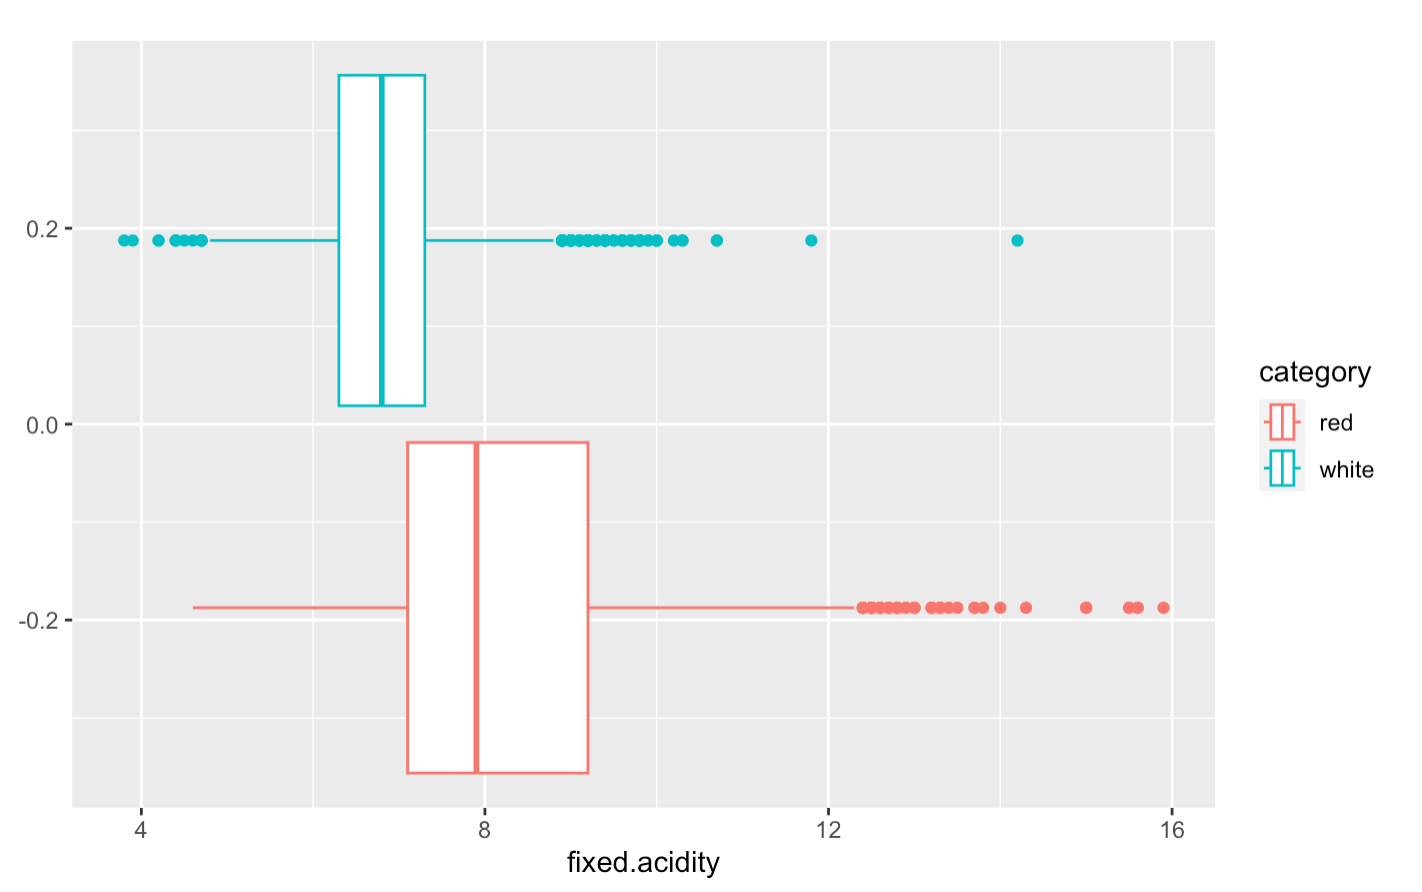 0.2
0.0
-0.2
4 8 12 16
fixed.acidity
category
red
white